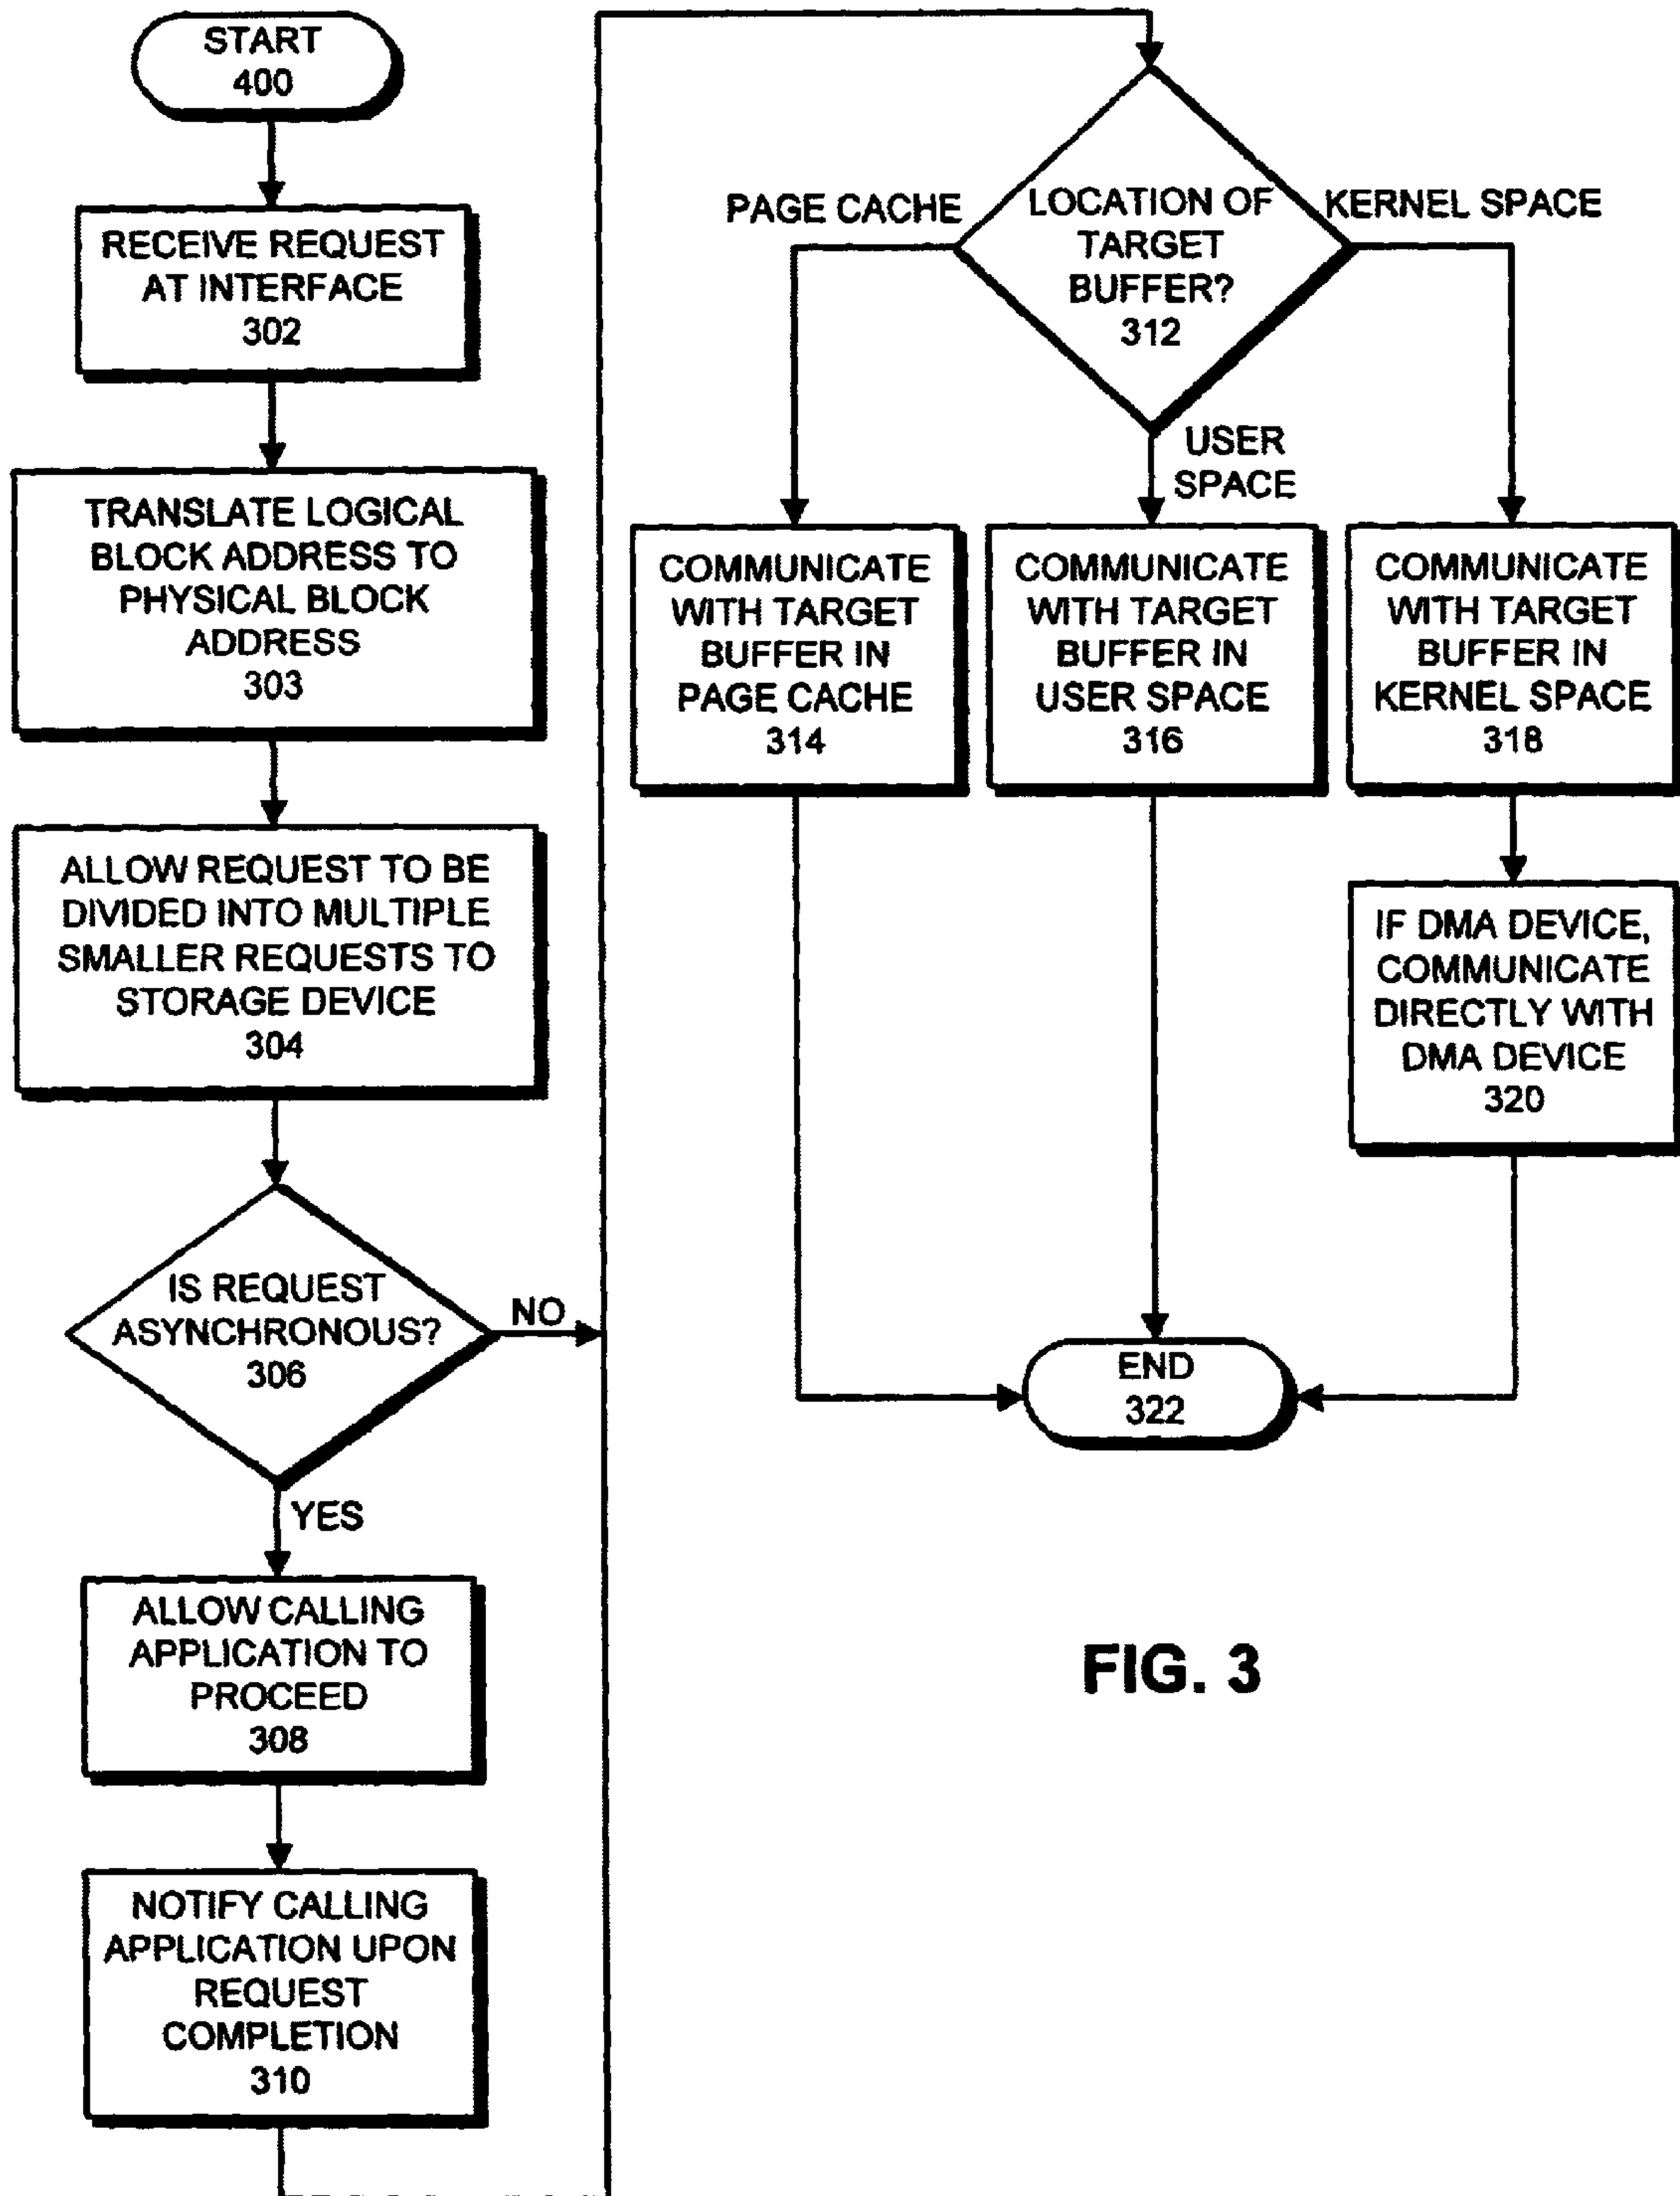 START
400
RECEIVE REQUEST
AT INTERFACE
302
TRANSLATE LOGICAL
BLOCK ADDRESS TO
PHYSICAL BLOCK
ADDRESS
303
ALLOW REQUEST TO BE
DIVIDED INTO MULTIPLE
SMALLER REQUESTS TO
STORAGE DEVICE
304
IS REQUEST
ASYNCHRONOUS?
306
NO
YES
ALLOW CALLING
APPLICATION TO
PROCEED
308
NOTIFY CALLING
APPLICATION UPON
REQUEST
COMPLETION
310
LOCATION OF
TARGET
BUFFER?
312
PAGE CACHE
KERNEL SPACE
USER
SPACE
COMMUNICATE
WITH TARGET
BUFFER IN
PAGE CACHE
314
COMMUNICATE
WITH TARGET
BUFFER IN
USER SPACE
316
COMMUNICATE
WITH TARGET
BUFFER IN
KERNEL SPACE
318
IF DMA DEVICE,
COMMUNICATE
DIRECTLY WITH
DMA DEVICE
320
END
322
FIG. 3